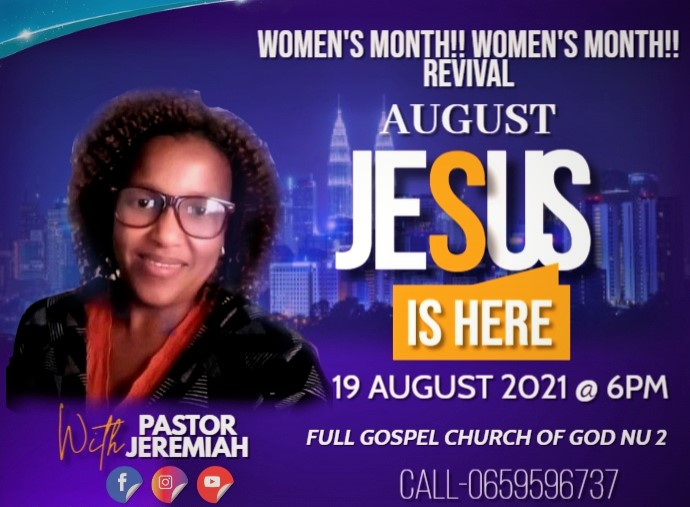 WOMEN'S MONTH!! WOMEN'S MONTH!!
REVIVAL
AUGUST
JESUS
IS HERE
19 AUGUST 2021 @ 6PM
With PASTOR
JEREMIAH
FULL GOSPEL CHURCH OF GOD NU 2
CALL-0659596737